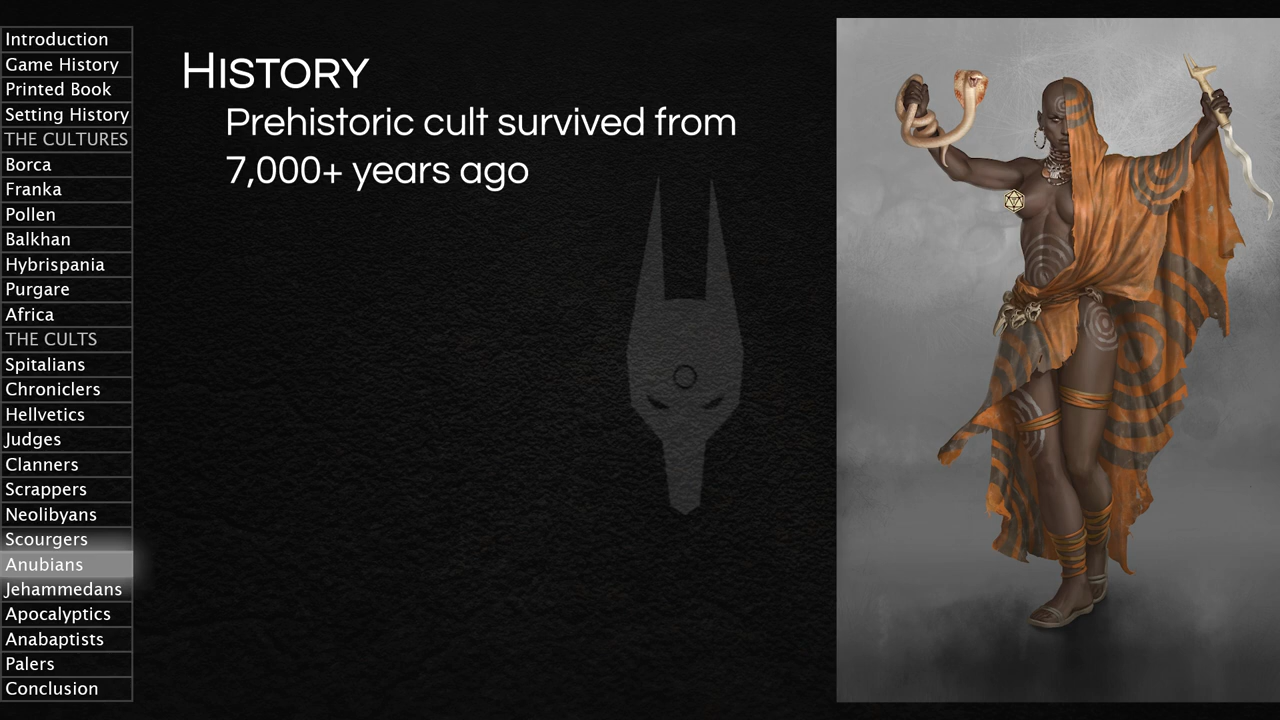 Introduction
Game History
Printed Book
Setting History
THE CULTURES
Borca
Franka
Pollen
Balkhan
Hybrispania
Purgare
Africa
THE CULTS
Spitalians
Chroniclers
Hellvetics
Judges
Clanners
Scrappers
Neolibyans
Scourgers
Anubians
Jehammedans
Apocalyptics
Anabaptists
Palers
Conclusion
HISTORY
Prehistoric cult survived from
7,000+ years ago